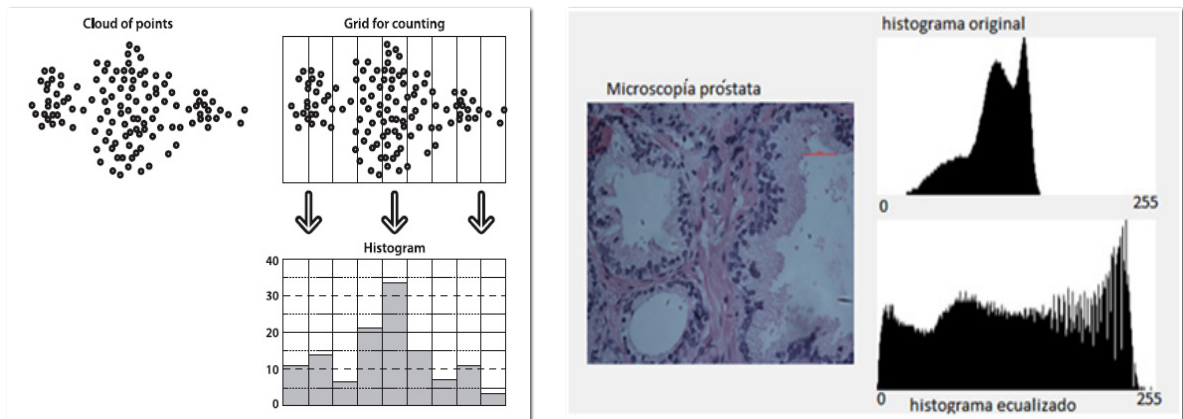 Cloud of points
Grid for counting
Histogram
40
30
20
10
0
histograma original
Microscopía próstata
0 255
0 255
histograma ecualizado